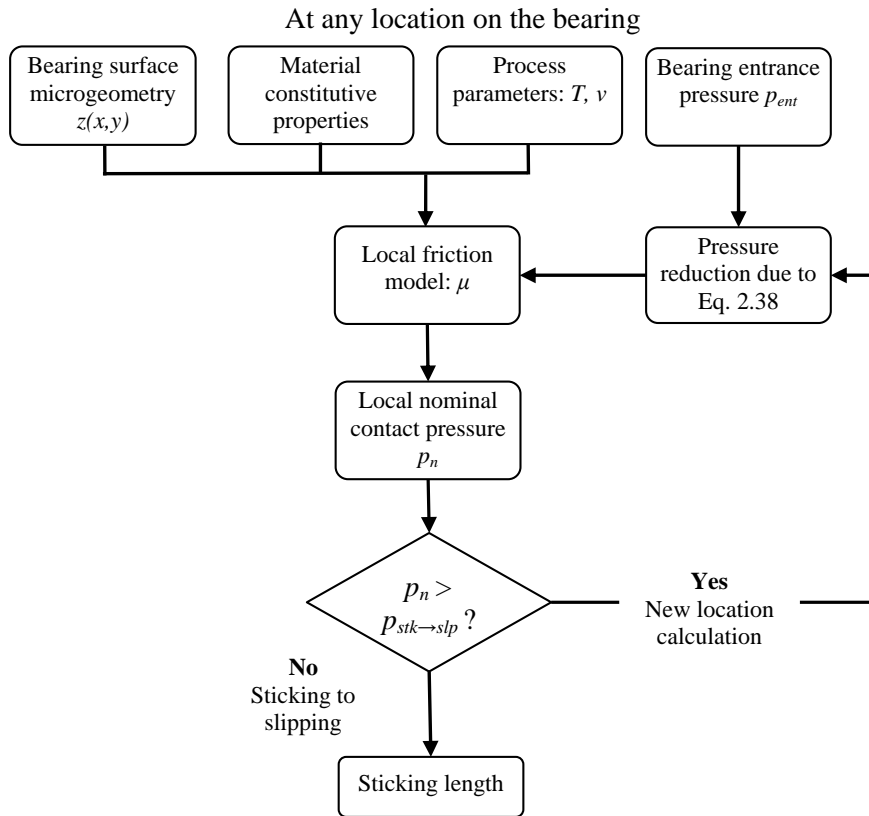 At any location on the bearing
Bearing surface
microgeometry
z(x,y)
Material
constitutive
properties
Process
parameters: T, v
Bearing entrance
pressure p_ent
Local friction
model: μ
Pressure
reduction due to
Eq. 2.38
Local nominal
contact pressure
p_n
p_n >
p_stk→slp ?
Yes
New location
calculation
No
Sticking to
slipping
Sticking length